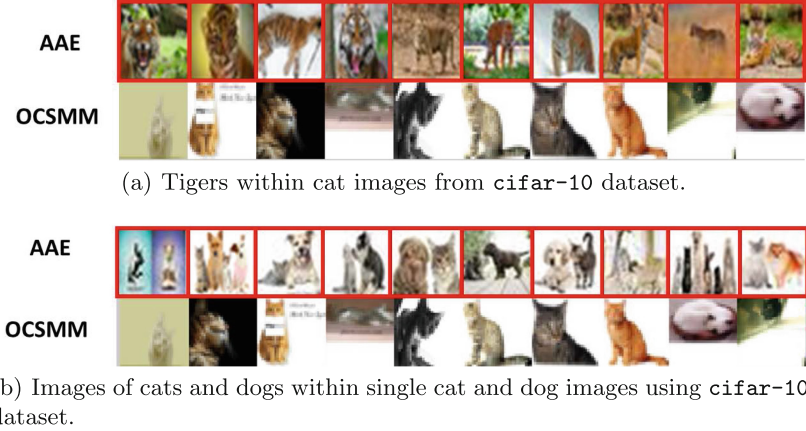 AAE
OCSMM
(a) Tigers within cat images from cifar-10 dataset.
AAE
OCSMM
b) Images of cats and dogs within single cat and dog images using cifar-10
dataset.